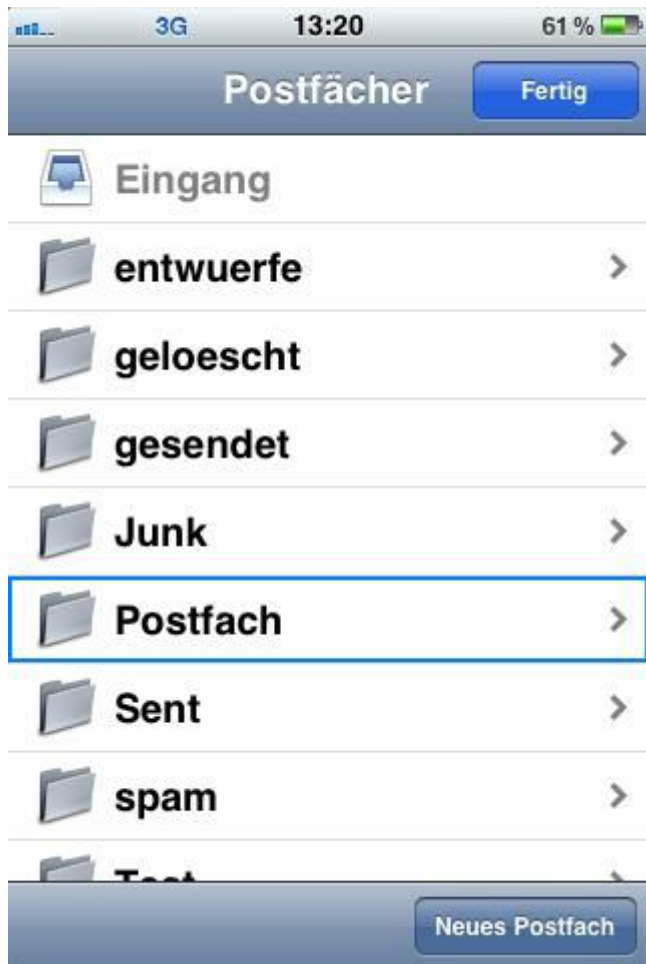 3G 13:20 61 %
Postfächer Fertig
Eingang
entwuerfe
geloescht
gesendet
Junk
Postfach
Sent
spam
Neues Postfach